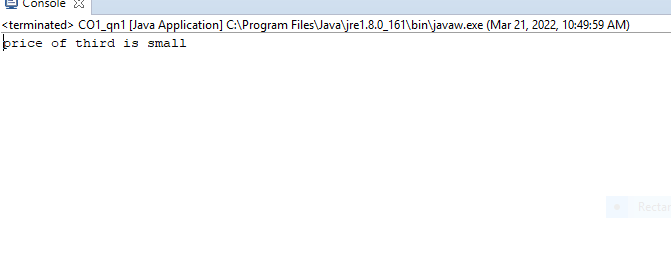 Console
<terminated> CO1_qn1 [Java Application] C:\Program Files\Java\jre1.8.0_161\bin\javaw.exe (Mar 21, 2022, 10:49:59 AM)
price of third is small